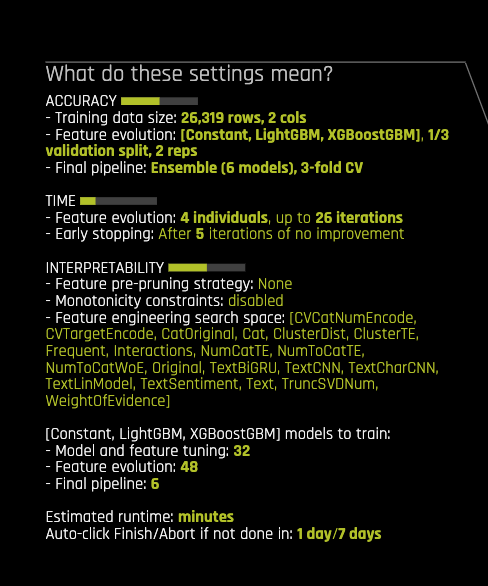 What do these settings mean?
ACCURACY
- Training data size: 26,319 rows, 2 cols
- Feature evolution: [Constant, LightGBM, XGBoostGBM], 1/3
validation split, 2 reps
- Final pipeline: Ensemble (6 models), 3-fold CV
TIME
- Feature evolution: 4 individuals, up to 26 iterations
- Early stopping: After 5 iterations of no improvement
INTERPRETABILITY
- Feature pre-pruning strategy: None
- Monotonicity constraints: disabled
- Feature engineering search space: [CVCatNumEncode,
CVTargetEncode, CatOriginal, Cat, ClusterDist, ClusterTE,
Frequent, Interactions, NumCatTE, NumToCatTE,
NumToCatWoE, Original, TextBiGRU, TextCNN, TextCharCNN,
TextLinModel, TextSentiment, Text, TruncSVDNum,
WeightOfEvidence]
[Constant, LightGBM, XGBoostGBM] models to train:
- Model and feature tuning: 32
- Feature evolution: 48
- Final pipeline: 6
Estimated runtime: minutes
Auto-click Finish/Abort if not done in: 1 day/7 days